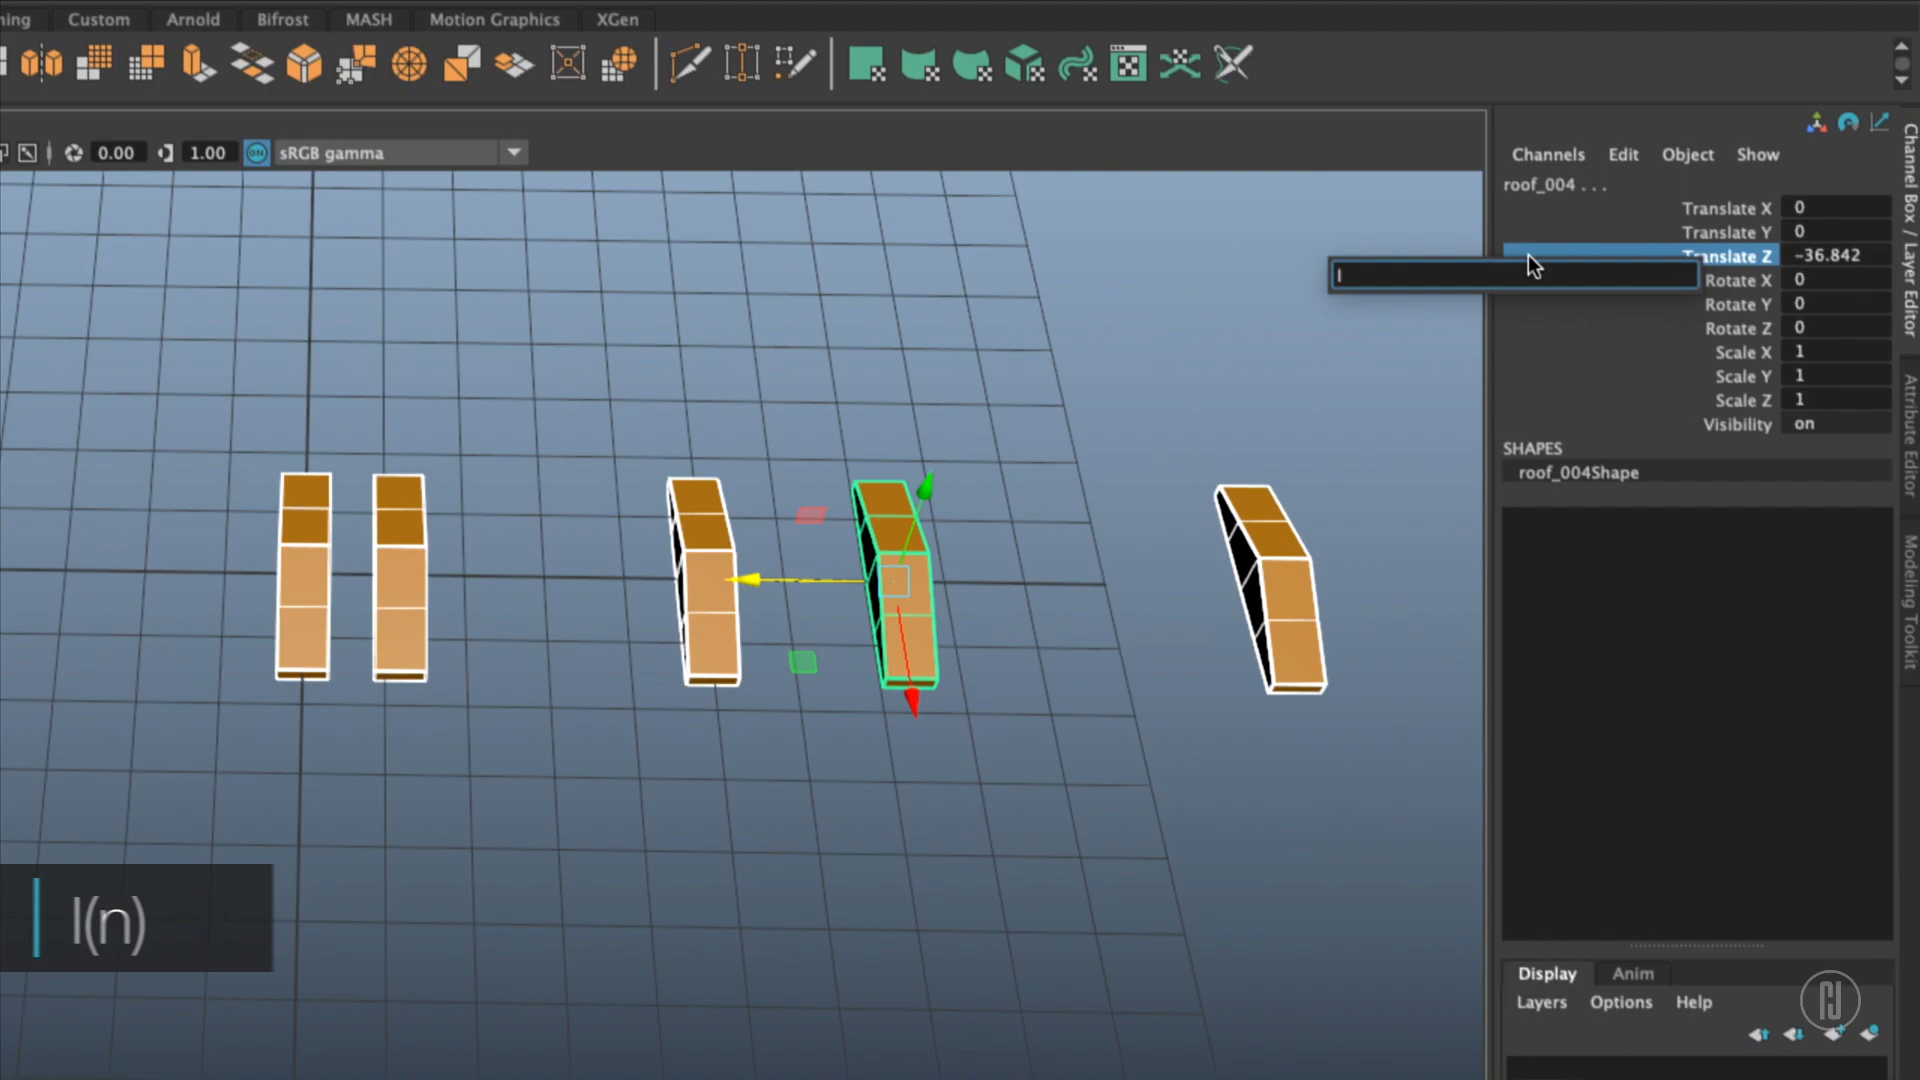 ning Custom Arnold Bifrost MASH Motion Graphics XGen
0.00 1.00 ON sRGB gamma
Channels Edit Object Show
roof_004 . . .
Translate X 0
Translate Y 0
Translate Z -36.842
Rotate X 0
Rotate Y 0
Rotate Z 0
Scale X 1
Scale Y 1
Scale Z 1
Visibility on
SHAPES
roof_004Shape
Channel Box / Layer Editor
Attribute Editor
Modeling Toolkit
l(n)
Display Anim
Layers Options Help